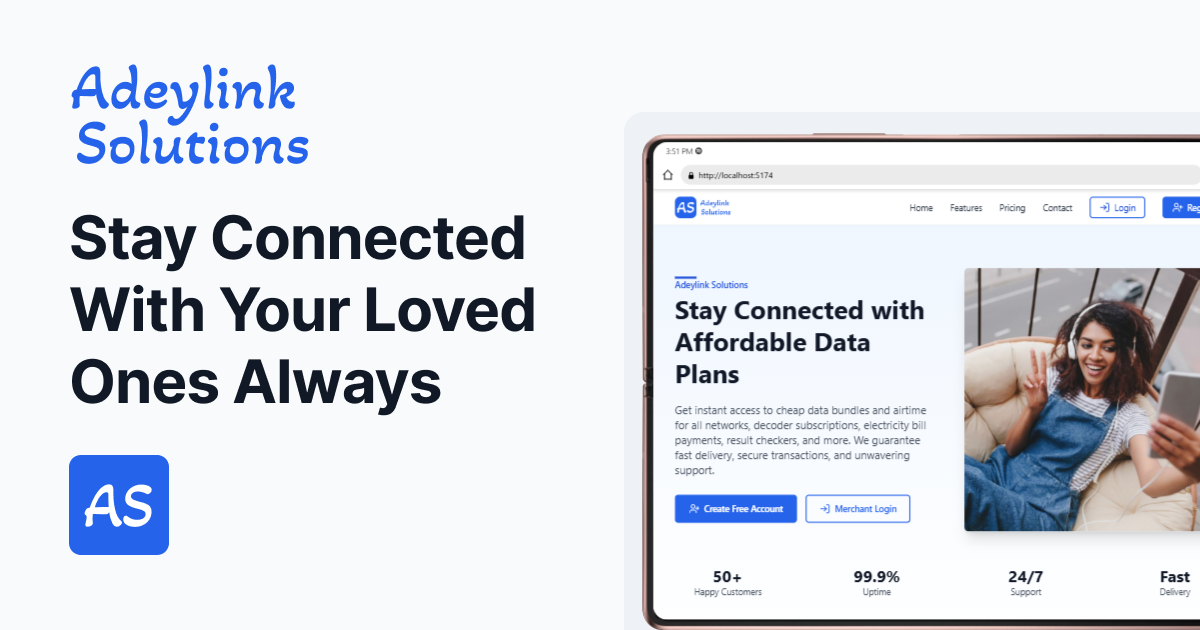 Adeylink
Solutions
Stay Connected
With Your Loved
Ones Always
AS
3:51 PM
http://localhost:5174
AS
Adeylink
Solutions
Home
Features
Pricing
Contact
Login
Reg
Adeylink Solutions
Stay Connected with
Affordable Data
Plans
Get instant access to cheap data bundles and airtime
for all networks, decoder subscriptions, electricity bill
payments, result checkers, and more. We guarantee
fast delivery, secure transactions, and unwavering
support.
Create Free Account
Merchant Login
50+
Happy Customers
99.9%
Uptime
24/7
Support
Fast
Delivery